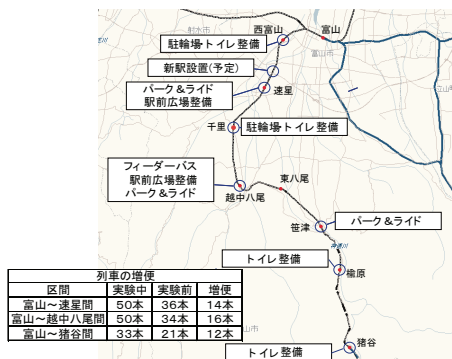 西富山
富山
駐輪場・トイレ整備
新駅設置(予定)
速星
パーク&ライド
駅前広場整備
千里
駐輪場・トイレ整備
フィーダーバス
駅前広場整備
パーク&ライド
越中八尾
東八尾
笹津
パーク&ライド
トイレ整備
楡原
列車の増便
区間 実験中 実験前 増便
富山～速星間 50本 36本 14本
富山～越中八尾間 50本 34本 16本
富山～猪谷間 33本 21本 12本
猪谷
トイレ整備